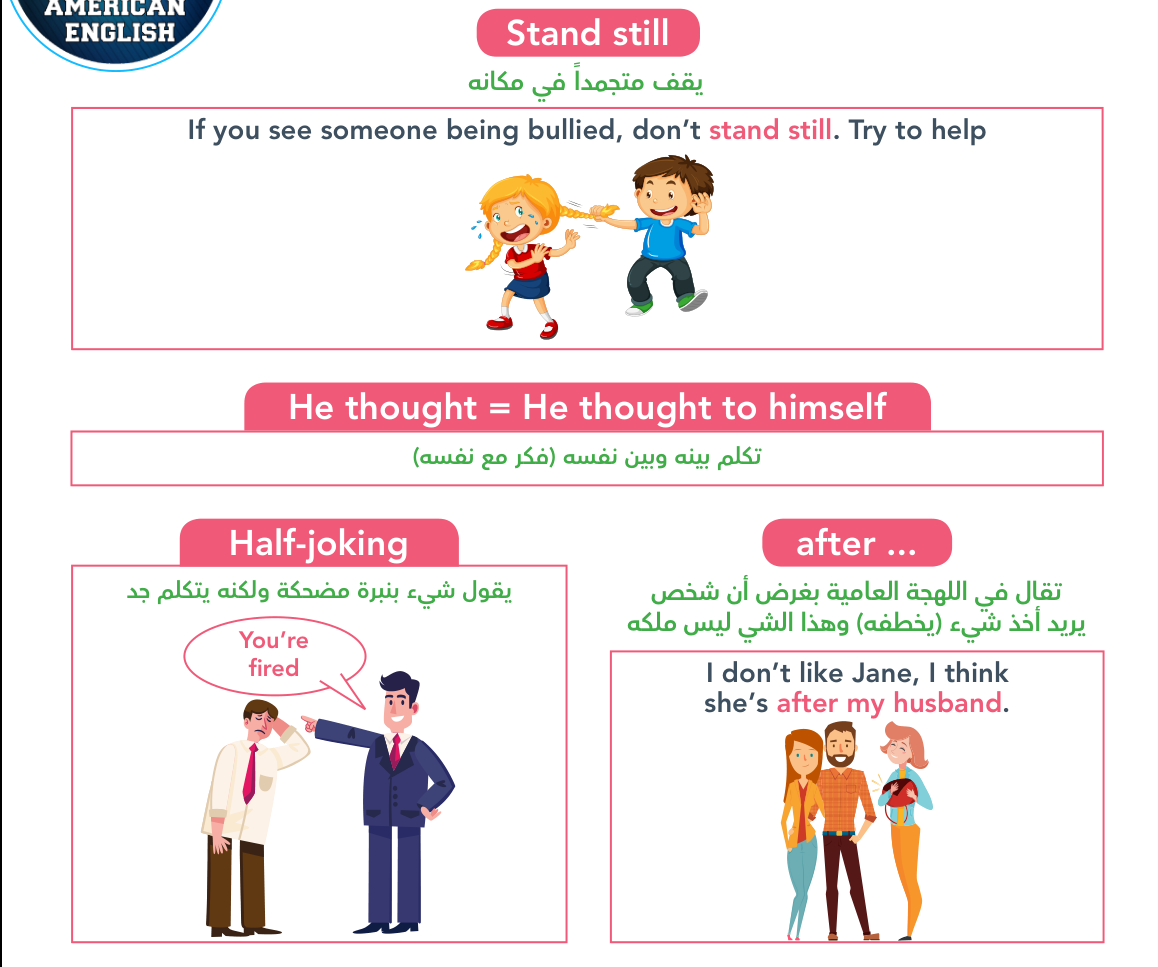 AMERICAN
ENGLISH
Stand still
يقف متجمداً في مكانه
If you see someone being bullied, don't stand still. Try to help
He thought = He thought to himself
تكلم بينه وبين نفسه (فكر مع نفسه)
Half-joking
يقول شيء بنبرة مضحكة ولكنه يتكلم جد
You're
fired
after ...
تقال في اللهجة العامية بغرض أن شخص
يريد أخذ شيء (يخطفه) وهذا الشي ليس ملكه
I don't like Jane, I think
she's after my husband.